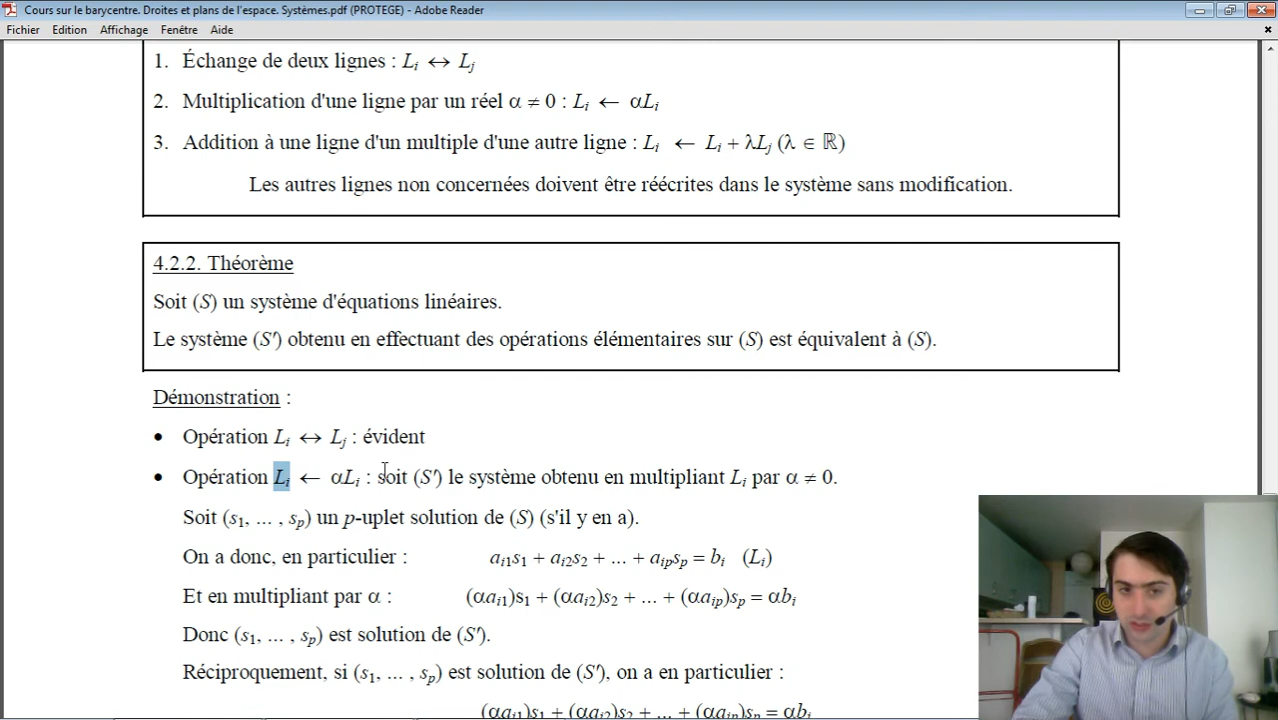 Cours sur le barycentre. Droites et plans de l'espace. Systèmes.pdf (PROTEGE) - Adobe Reader
Fichier Edition Affichage Fenêtre Aide
1. Échange de deux lignes : Li ↔ Lj
2. Multiplication d'une ligne par un réel α ≠ 0 : Li ← αLi
3. Addition à une ligne d'un multiple d'une autre ligne : Li ← Li + λLj (λ ∈ ℝ)
Les autres lignes non concernées doivent être réécrites dans le système sans modification.
4.2.2. Théorème
Soit (S) un système d'équations linéaires.
Le système (S′) obtenu en effectuant des opérations élémentaires sur (S) est équivalent à (S).
Démonstration :
• Opération Li ↔ Lj : évident
• Opération Li ← αLi : soit (S′) le système obtenu en multipliant Li par α ≠ 0.
Soit (s1, ... , sp) un p-uplet solution de (S) (s'il y en a).
On a donc, en particulier : ai1s1 + ai2s2 + ... + aipsp = bi (Li)
Et en multipliant par α : (αai1)s1 + (αai2)s2 + ... + (αaip)sp = αbi
Donc (s1, ... , sp) est solution de (S′).
Réciproquement, si (s1, ... , sp) est solution de (S′), on a en particulier :
(αai1)s1 + (αai2)s2 + ... + (αaip)sp = αbi